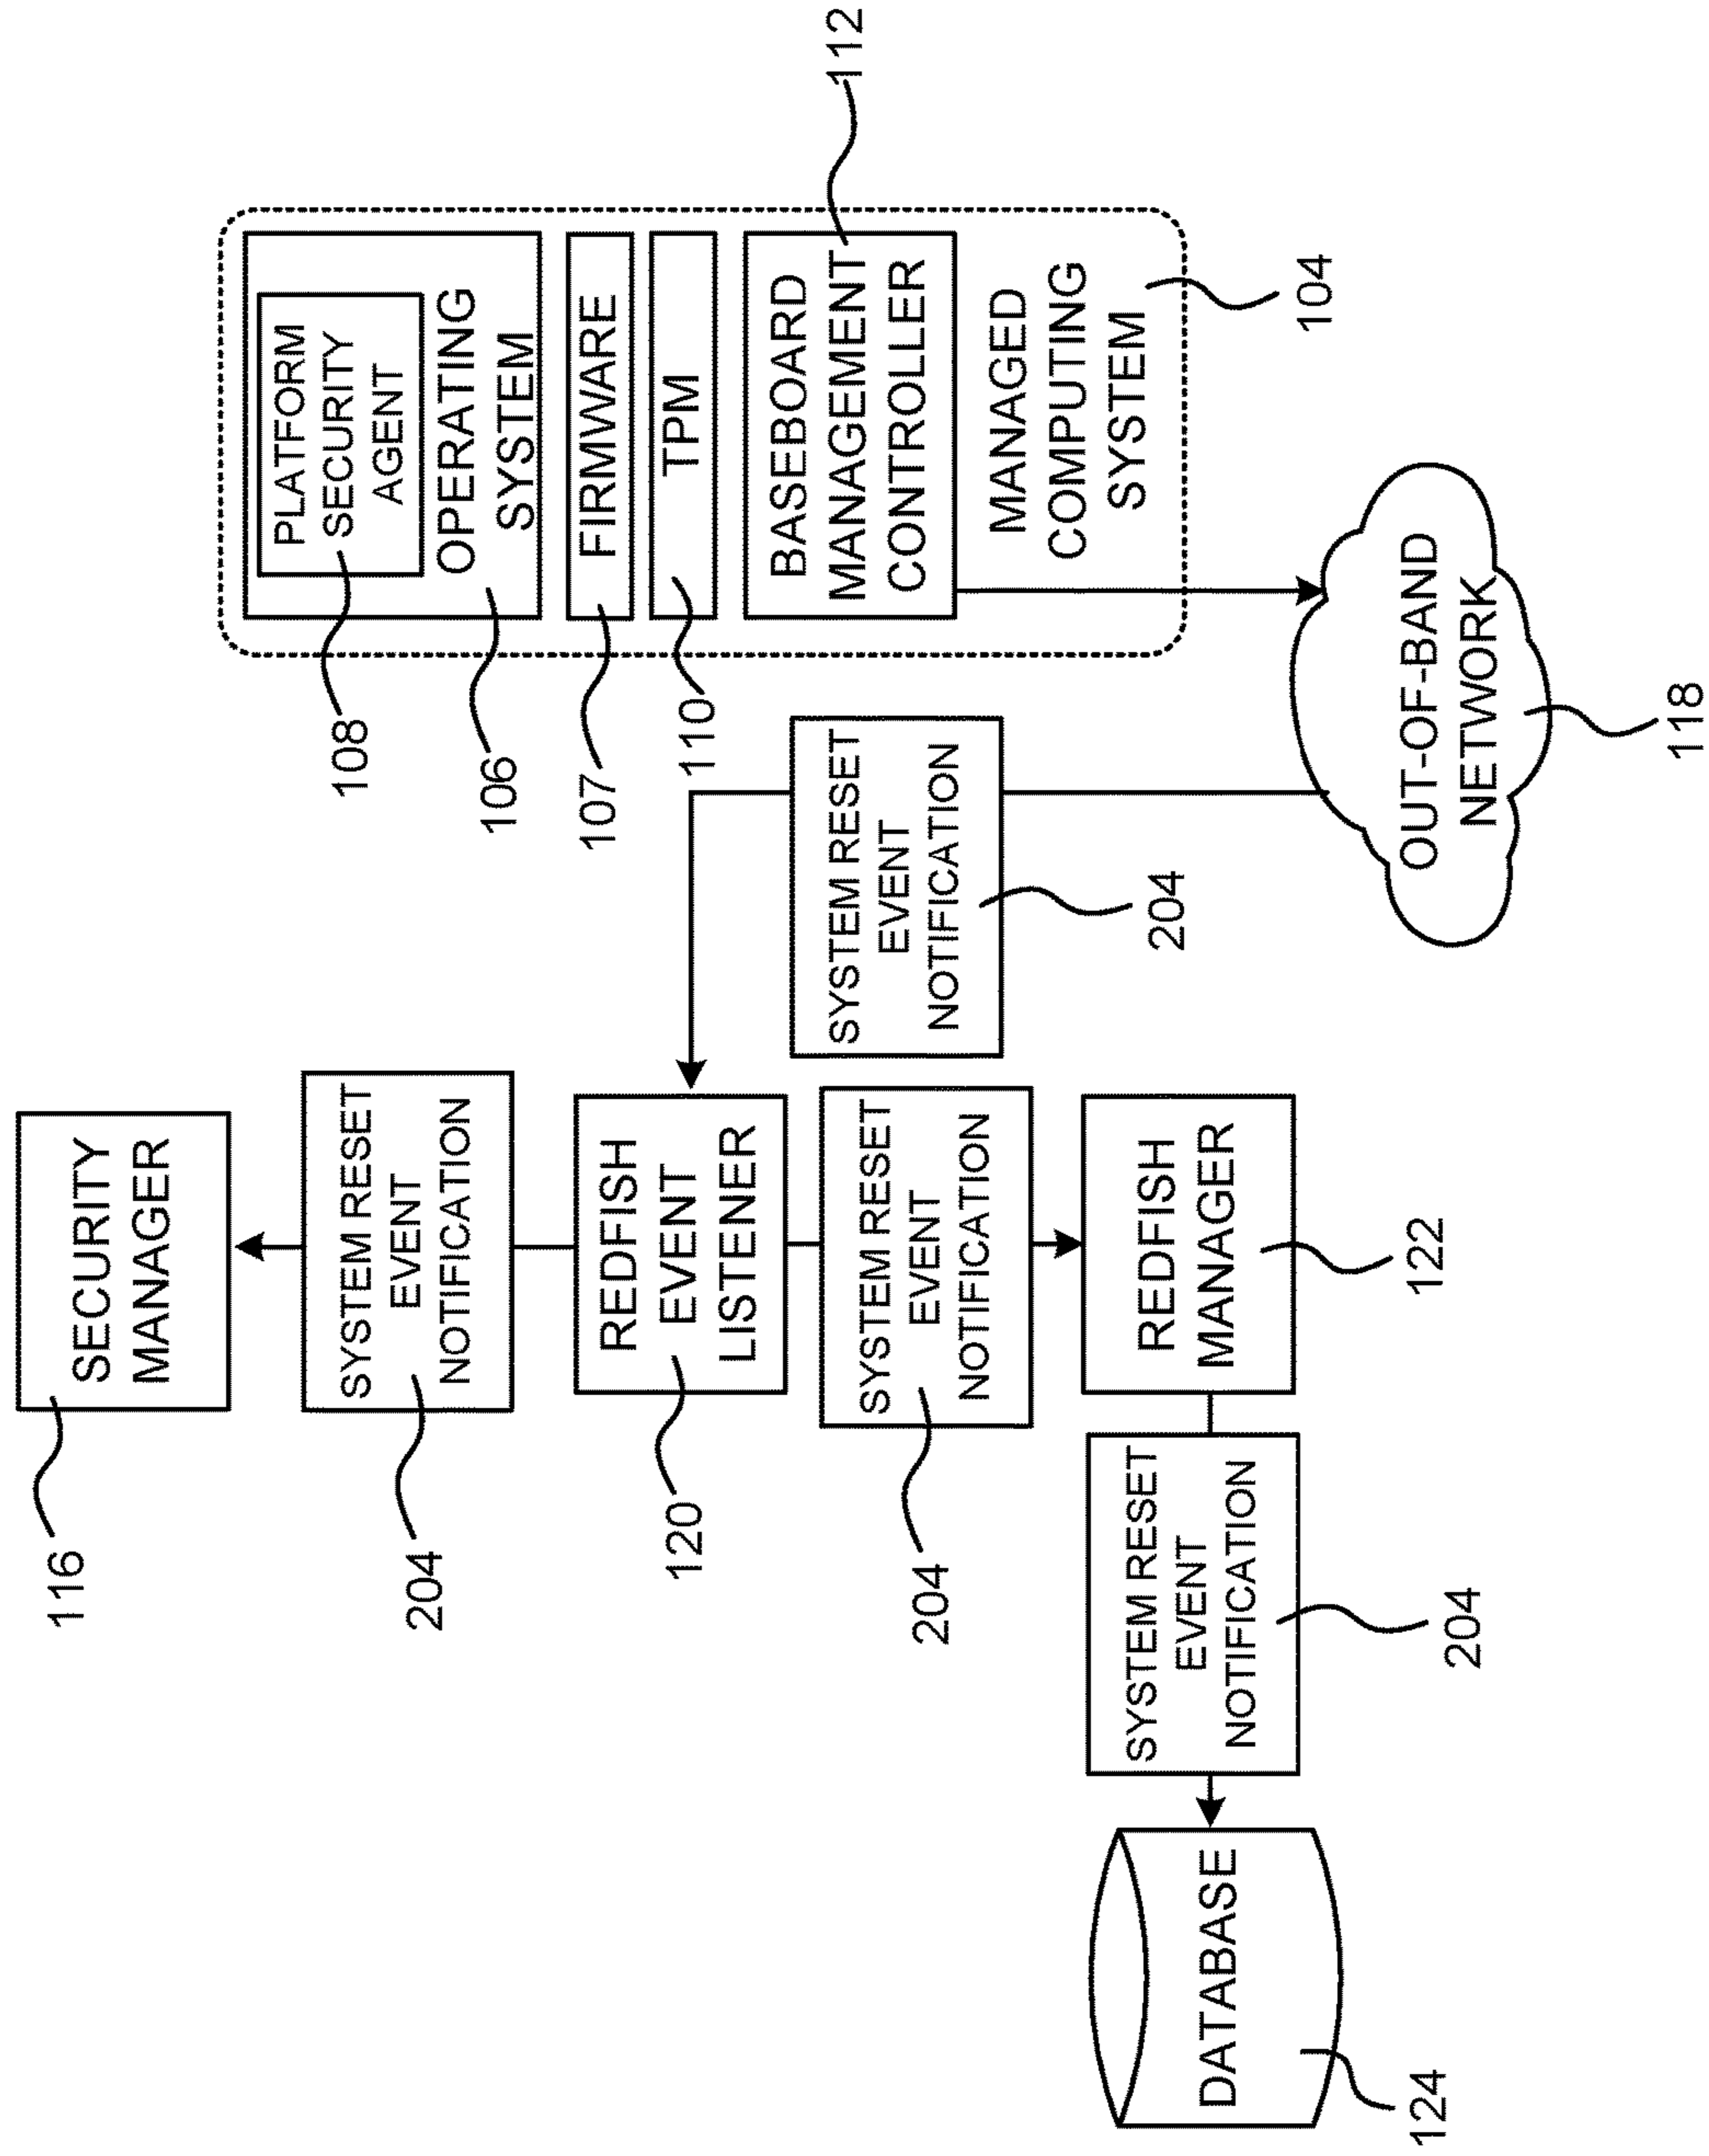 116
SECURITY
MANAGER
204
SYSTEM RESET
EVENT
NOTIFICATION
120
REDFISH
EVENT
LISTENER
204
SYSTEM RESET
EVENT
NOTIFICATION
REDFISH
MANAGER
122
SYSTEM RESET
EVENT
NOTIFICATION
204
DATABASE
124
SYSTEM RESET
EVENT
NOTIFICATION
204
108
PLATFORM
SECURITY
AGENT
106
OPERATING
SYSTEM
107
FIRMWARE
110
TPM
BASEBOARD
MANAGEMENT
CONTROLLER
112
MANAGED
COMPUTING
SYSTEM
104
OUT-OF-BAND
NETWORK
118